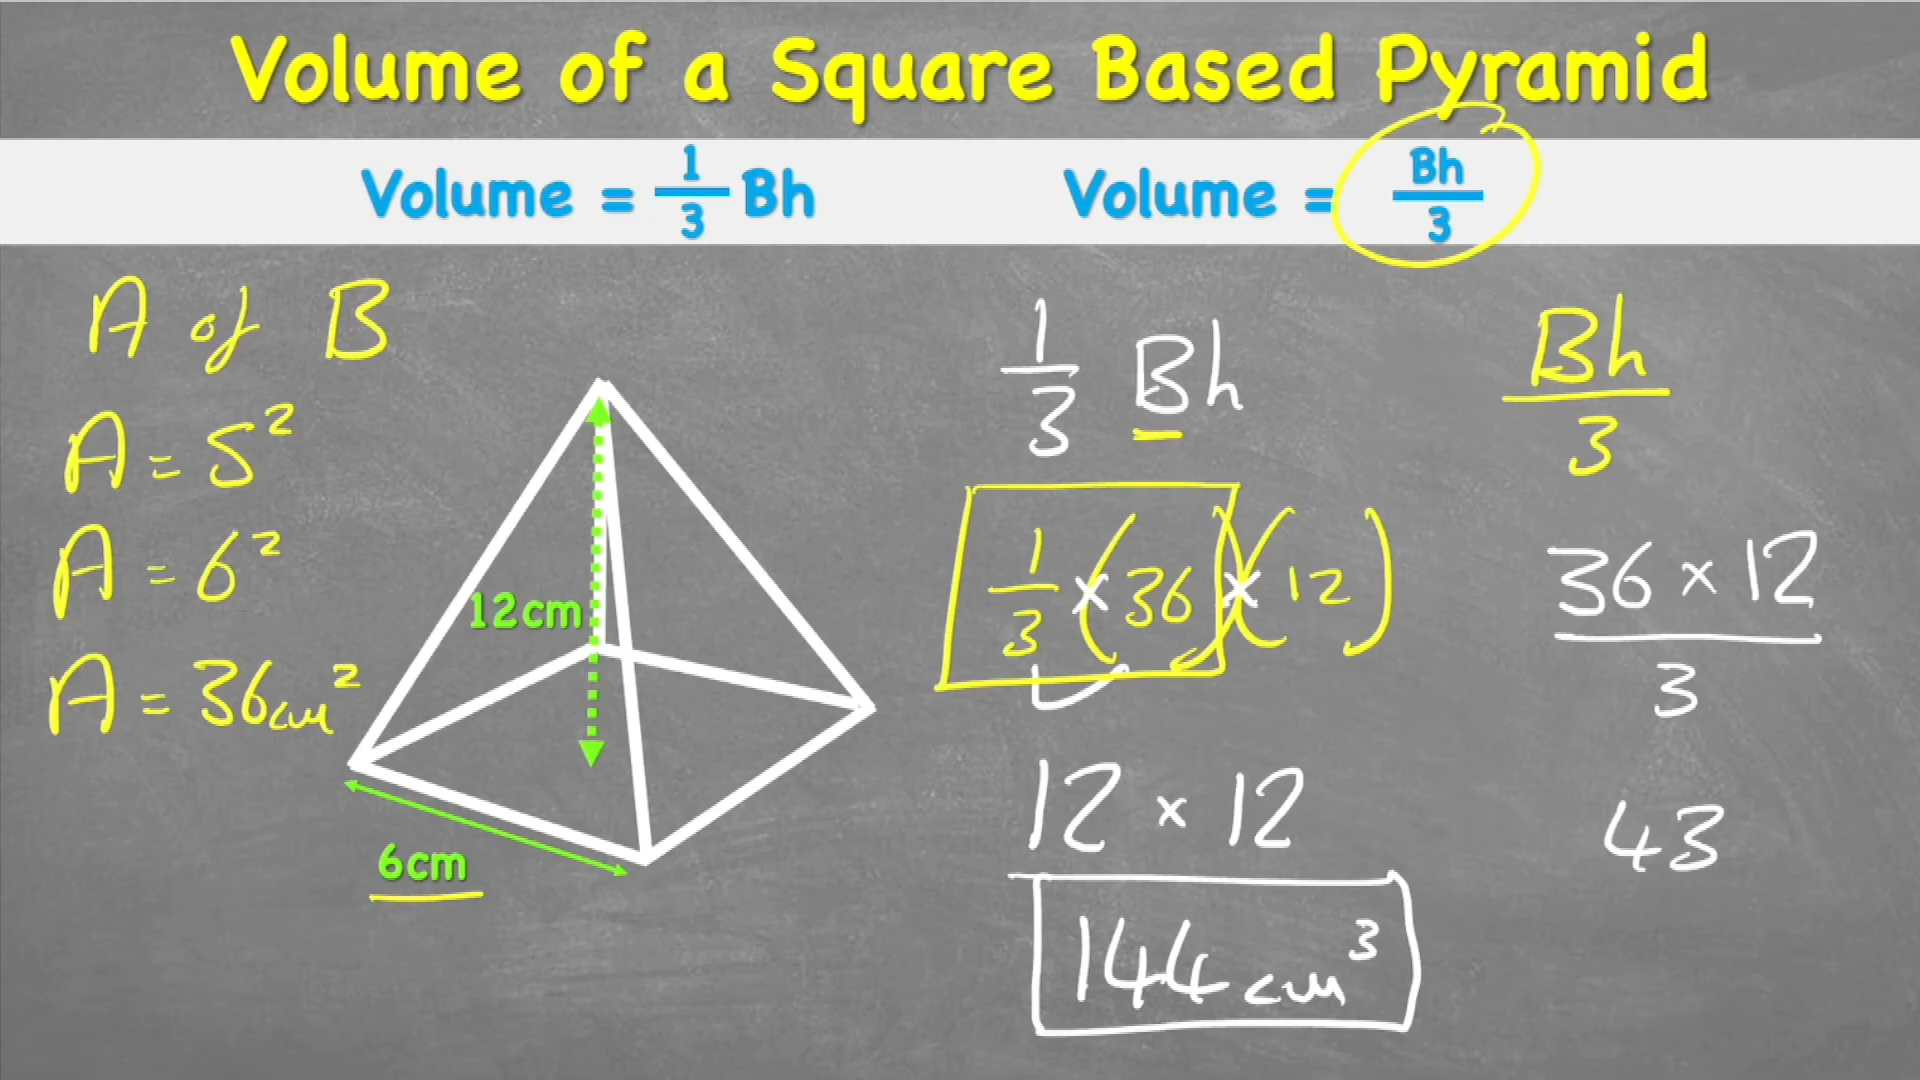 Volume of a Square Based Pyramid
Volume = 1/3 Bh
Volume = Bh/3
A of B
A = S²
A = 6²
A = 36cm²
12cm
6cm
1/3 Bh
1/3 × (36) × (12)
12 × 12
144cm³
Bh/3
36 × 12
3
43